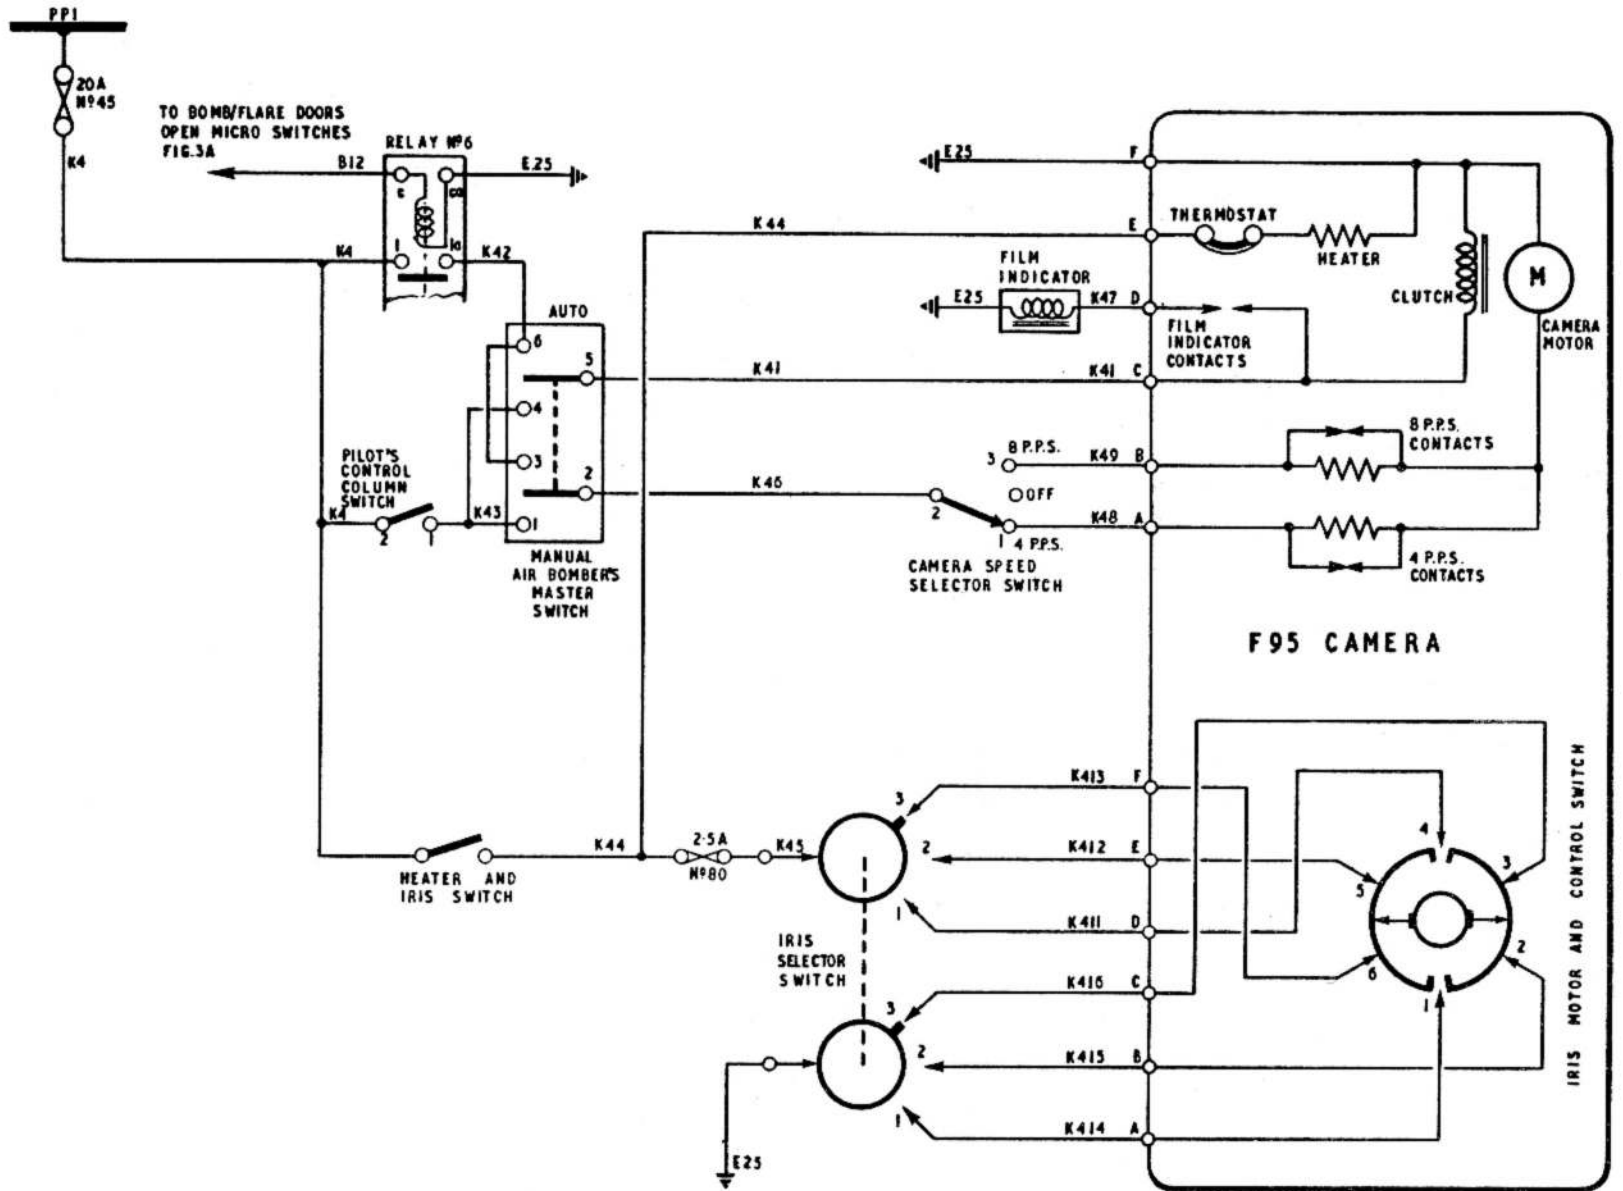 PP1
20A
Nº45
K4
TO BOMB/FLARE DOORS
OPEN MICRO SWITCHES
FIG.3A
RELAY Nº6
B12
E25
c
ca
K4
1
1a
K42
AUTO
6
5
4
3
2
1
PILOT'S
CONTROL
COLUMN
SWITCH
K4
2
1
K43
MANUAL
AIR BOMBER'S
MASTER
SWITCH
K44
K41
K46
E25
F
E
THERMOSTAT
HEATER
FILM
INDICATOR
E25
K47
D
FILM
INDICATOR
CONTACTS
CLUTCH
M
CAMERA
MOTOR
K41
C
8 P.P.S.
3
K49
B
8 P.P.S.
CONTACTS
OFF
2
1
4 P.P.S.
K48
A
4 P.P.S.
CONTACTS
CAMERA SPEED
SELECTOR SWITCH
F95 CAMERA
HEATER AND
IRIS SWITCH
K44
2·5A
Nº80
K45
3
2
1
K413
F
K412
E
K411
D
IRIS
SELECTOR
SWITCH
3
2
1
K416
C
K415
B
K414
A
E25
4
3
5
2
6
1
IRIS MOTOR AND CONTROL SWITCH